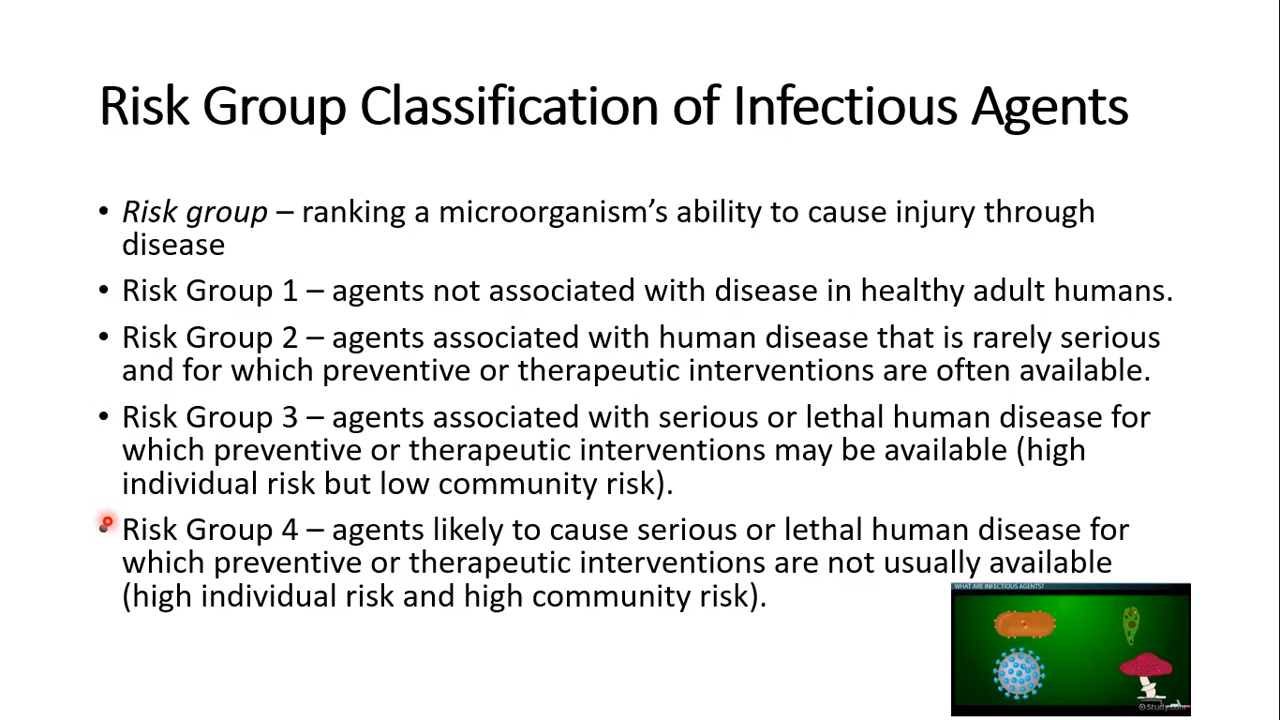 Risk Group Classification of Infectious Agents
• Risk group – ranking a microorganism’s ability to cause injury through
disease
• Risk Group 1 – agents not associated with disease in healthy adult humans.
• Risk Group 2 – agents associated with human disease that is rarely serious
and for which preventive or therapeutic interventions are often available.
• Risk Group 3 – agents associated with serious or lethal human disease for
which preventive or therapeutic interventions may be available (high
individual risk but low community risk).
• Risk Group 4 – agents likely to cause serious or lethal human disease for
which preventive or therapeutic interventions are not usually available
(high individual risk and high community risk).
WHAT ARE INFECTIOUS AGENTS?
© Study.com